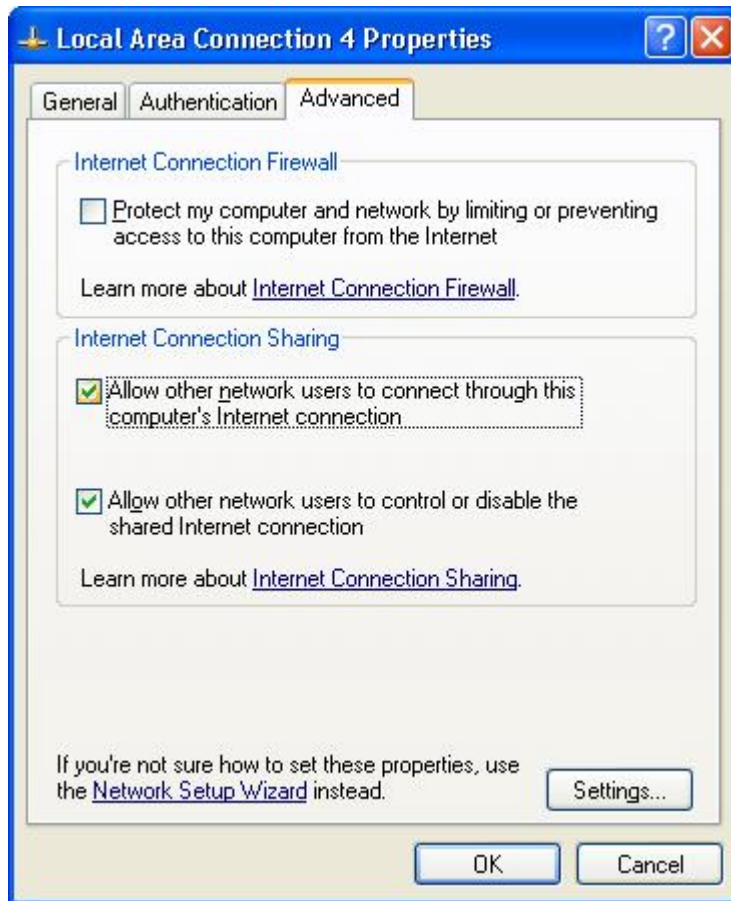 Local Area Connection 4 Properties
General Authentication Advanced
Internet Connection Firewall
Protect my computer and network by limiting or preventing
access to this computer from the Internet
Learn more about Internet Connection Firewall.
Internet Connection Sharing
Allow other network users to connect through this
computer's Internet connection
Allow other network users to control or disable the
shared Internet connection
Learn more about Internet Connection Sharing.
If you're not sure how to set these properties, use
the Network Setup Wizard instead.
Settings...
OK Cancel